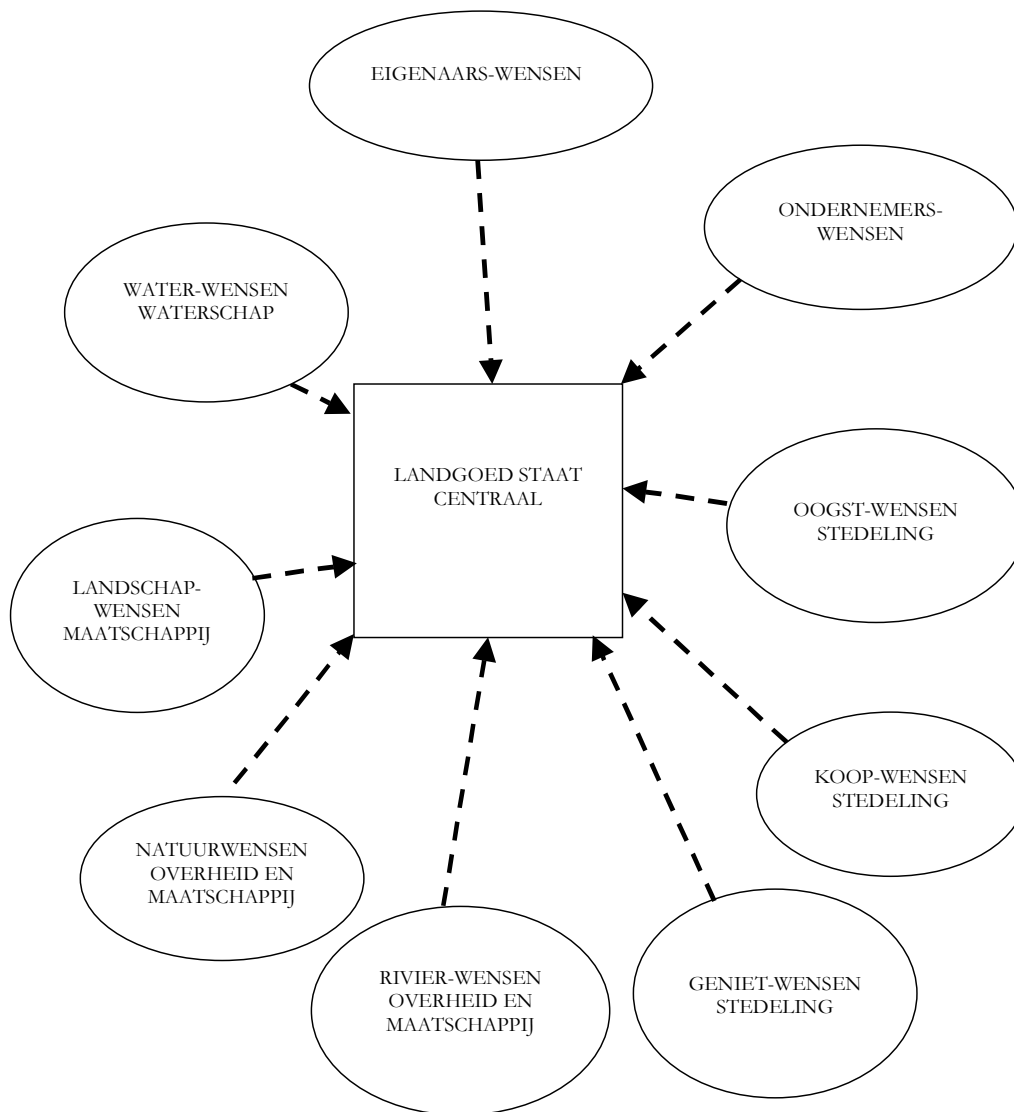 EIGENAARS-WENSEN
ONDERNEMERS-
WENSEN
WATER-WENSEN
WATERSCHAP
LANDGOED STAAT
CENTRAAL
OOGST-WENSEN
STEDELING
LANDSCHAP-
WENSEN
MAATSCHAPPIJ
KOOP-WENSEN
STEDELING
NATUURWENSEN
OVERHEID EN
MAATSCHAPPIJ
RIVIER-WENSEN
OVERHEID EN
MAATSCHAPPIJ
GENIET-WENSEN
STEDELING